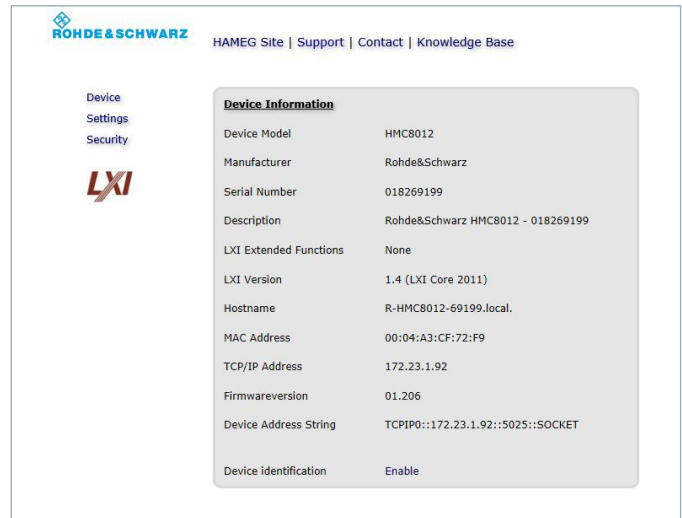 ROHDE&SCHWARZ
HAMEG Site | Support | Contact | Knowledge Base
Device
Settings
Security
LXI
Device Information
Device Model HMC8012
Manufacturer Rohde&Schwarz
Serial Number 018269199
Description Rohde&Schwarz HMC8012 - 018269199
LXI Extended Functions None
LXI Version 1.4 (LXI Core 2011)
Hostname R-HMC8012-69199.local.
MAC Address 00:04:A3:CF:72:F9
TCP/IP Address 172.23.1.92
Firmwareversion 01.206
Device Address String TCPIP0::172.23.1.92::5025::SOCKET
Device identification Enable